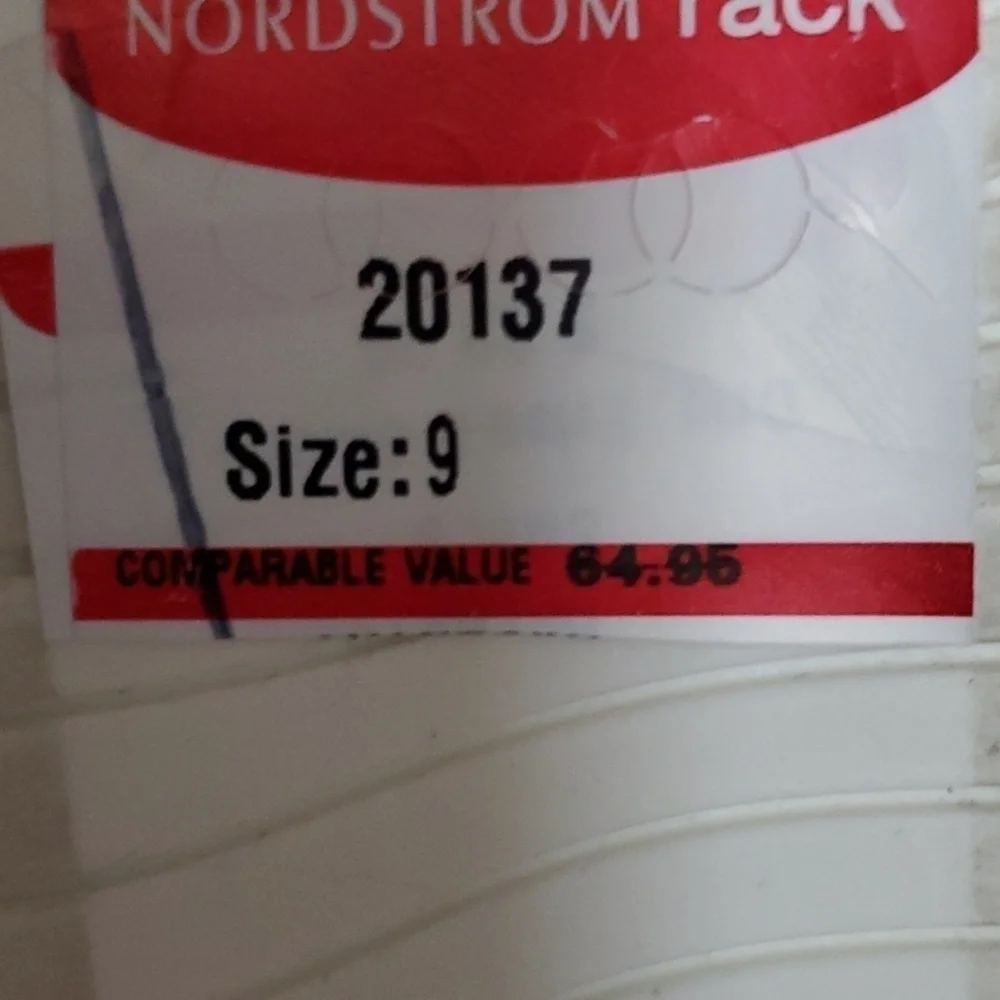 NORDSTROM rack
20137
Size:9
COMPARABLE VALUE 64.95